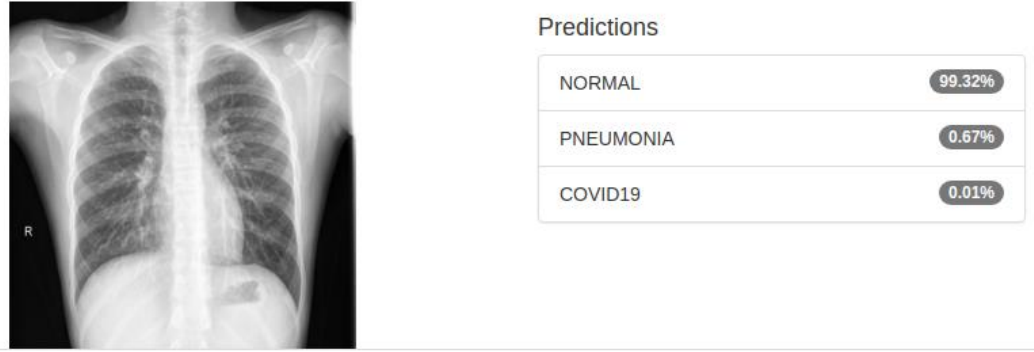 R
Predictions
NORMAL 99.32%
PNEUMONIA 0.67%
COVID19 0.01%